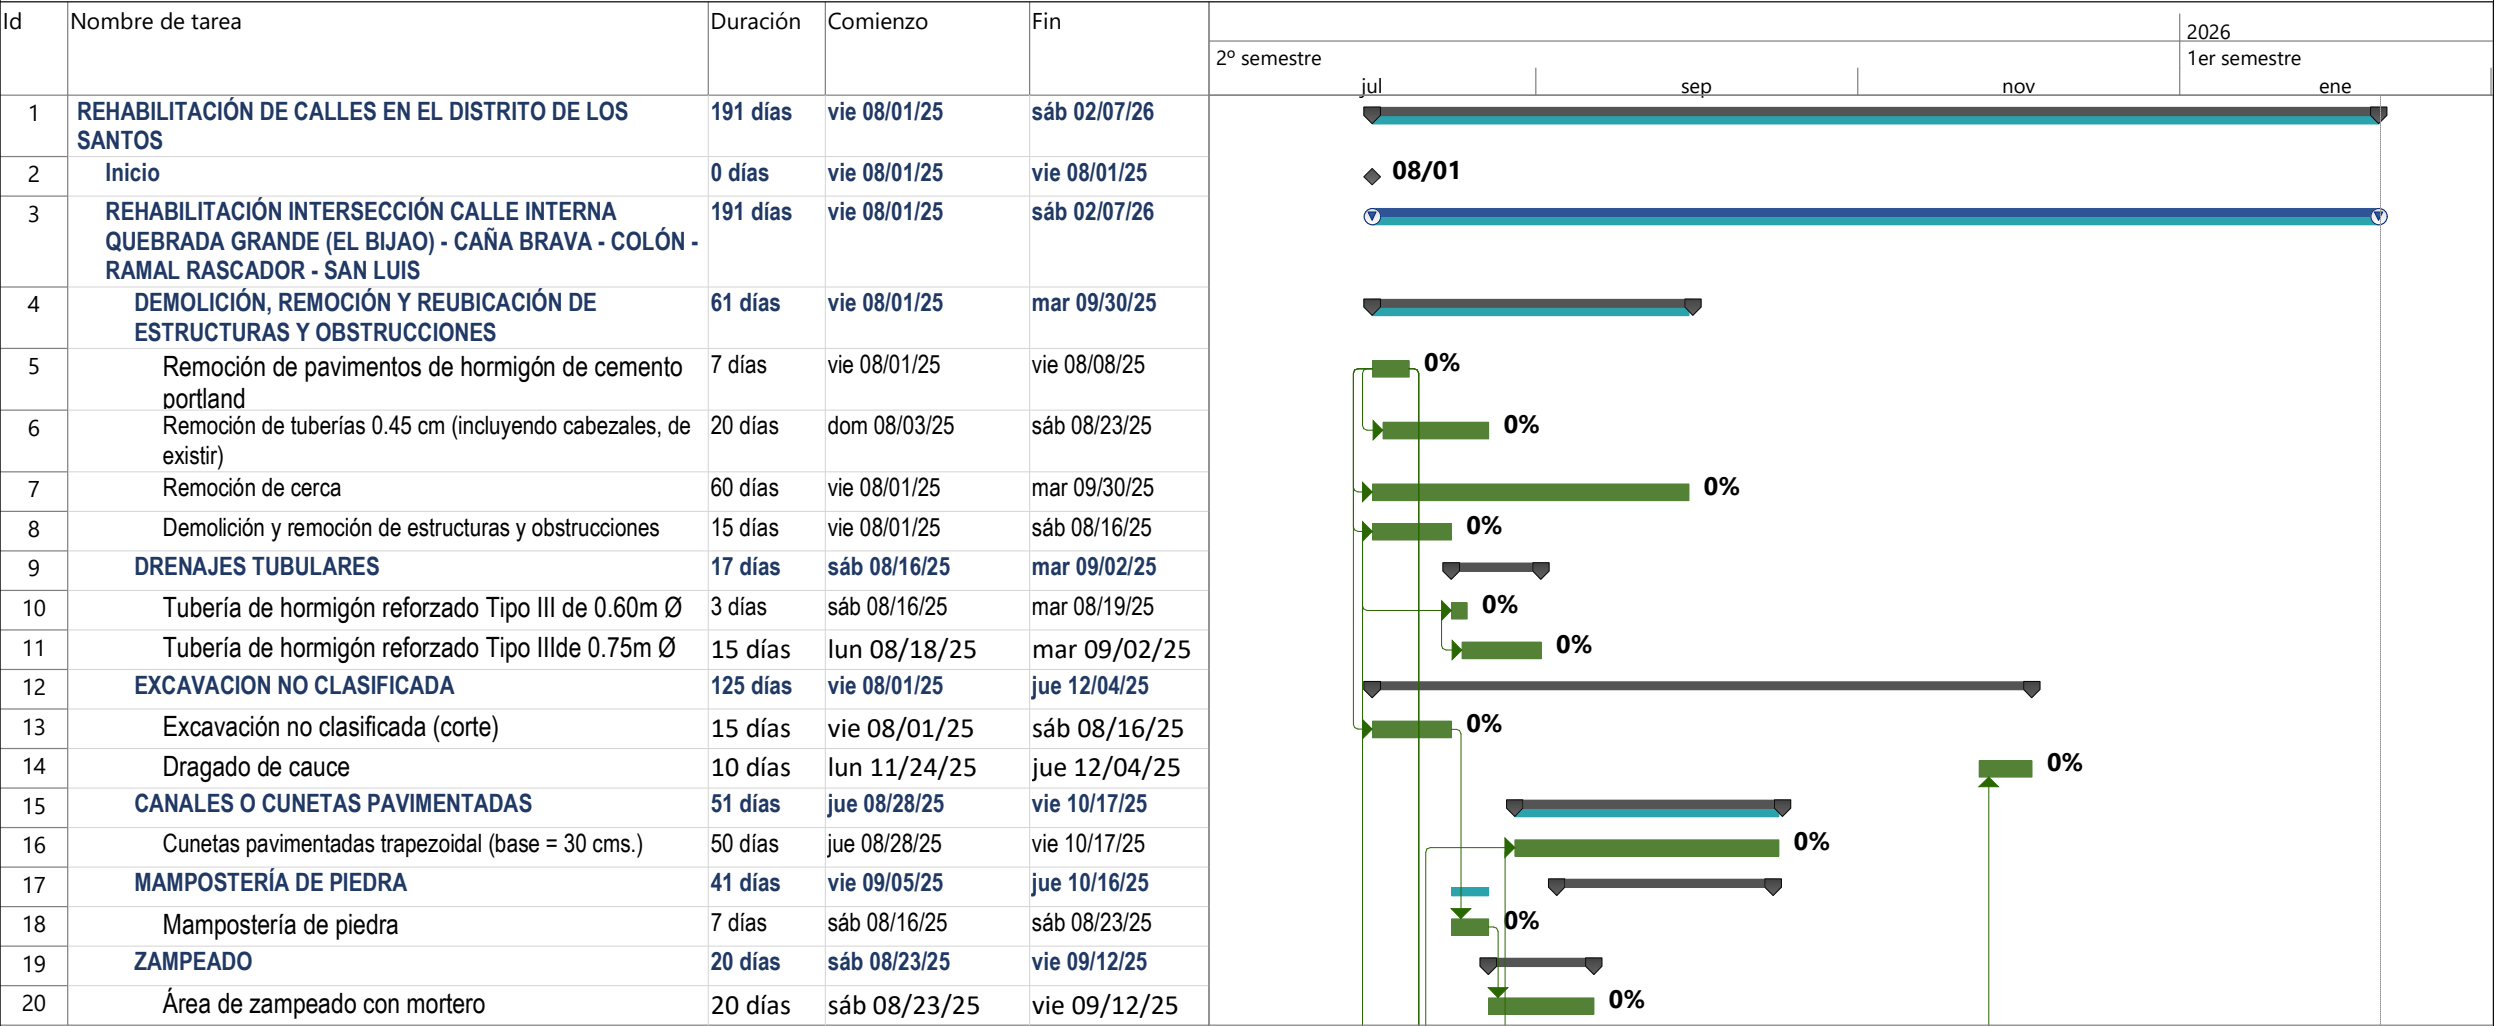 Id Nombre de tarea Duración Comienzo Fin
2026
2º semestre 1er semestre
jul sep nov ene
1 REHABILITACIÓN DE CALLES EN EL DISTRITO DE LOS 191 días vie 08/01/25 sáb 02/07/26
SANTOS
2 Inicio 0 días vie 08/01/25 vie 08/01/25 08/01
3 REHABILITACIÓN INTERSECCIÓN CALLE INTERNA 191 días vie 08/01/25 sáb 02/07/26
QUEBRADA GRANDE (EL BIJAO) - CAÑA BRAVA - COLÓN -
RAMAL RASCADOR - SAN LUIS
4 DEMOLICIÓN, REMOCIÓN Y REUBICACIÓN DE 61 días vie 08/01/25 mar 09/30/25
ESTRUCTURAS Y OBSTRUCCIONES
5 Remoción de pavimentos de hormigón de cemento 7 días vie 08/01/25 vie 08/08/25 0%
portland
6 Remoción de tuberías 0.45 cm (incluyendo cabezales, de 20 días dom 08/03/25 sáb 08/23/25 0%
existir)
7 Remoción de cerca 60 días vie 08/01/25 mar 09/30/25 0%
8 Demolición y remoción de estructuras y obstrucciones 15 días vie 08/01/25 sáb 08/16/25 0%
9 DRENAJES TUBULARES 17 días sáb 08/16/25 mar 09/02/25
10 Tubería de hormigón reforzado Tipo III de 0.60m Ø 3 días sáb 08/16/25 mar 08/19/25 0%
11 Tubería de hormigón reforzado Tipo IIIde 0.75m Ø 15 días lun 08/18/25 mar 09/02/25 0%
12 EXCAVACION NO CLASIFICADA 125 días vie 08/01/25 jue 12/04/25
13 Excavación no clasificada (corte) 15 días vie 08/01/25 sáb 08/16/25 0%
14 Dragado de cauce 10 días lun 11/24/25 jue 12/04/25 0%
15 CANALES O CUNETAS PAVIMENTADAS 51 días jue 08/28/25 vie 10/17/25
16 Cunetas pavimentadas trapezoidal (base = 30 cms.) 50 días jue 08/28/25 vie 10/17/25 0%
17 MAMPOSTERÍA DE PIEDRA 41 días vie 09/05/25 jue 10/16/25
18 Mampostería de piedra 7 días sáb 08/16/25 sáb 08/23/25 0%
19 ZAMPEADO 20 días sáb 08/23/25 vie 09/12/25
20 Área de zampeado con mortero 20 días sáb 08/23/25 vie 09/12/25 0%